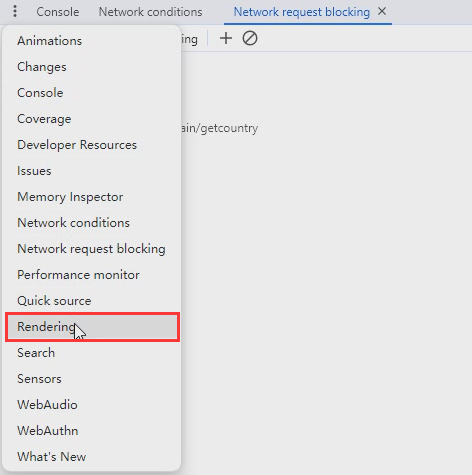 Console Network conditions Network request blocking
ing
ain/getcountry
Animations
Changes
Console
Coverage
Developer Resources
Issues
Memory Inspector
Network conditions
Network request blocking
Performance monitor
Quick source
Rendering
Search
Sensors
WebAudio
WebAuthn
What's New